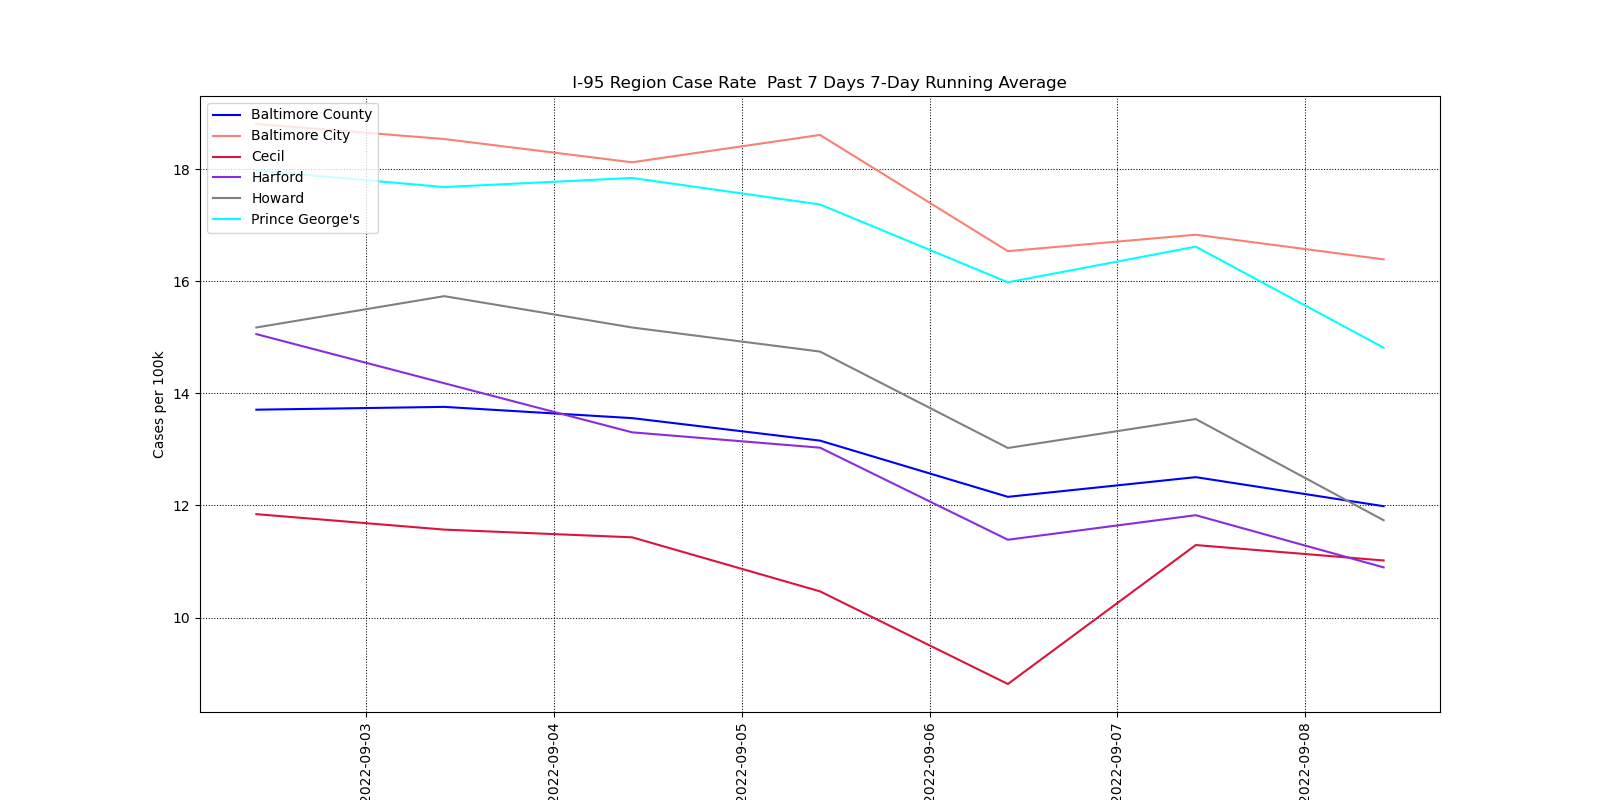 I-95 Region Case Rate  Past 7 Days 7-Day Running Average
Baltimore County
Baltimore City
Cecil
Harford
Howard
Prince George's
Cases per 100k
18
16
14
12
10
2022-09-03
2022-09-04
2022-09-05
2022-09-06
2022-09-07
2022-09-08